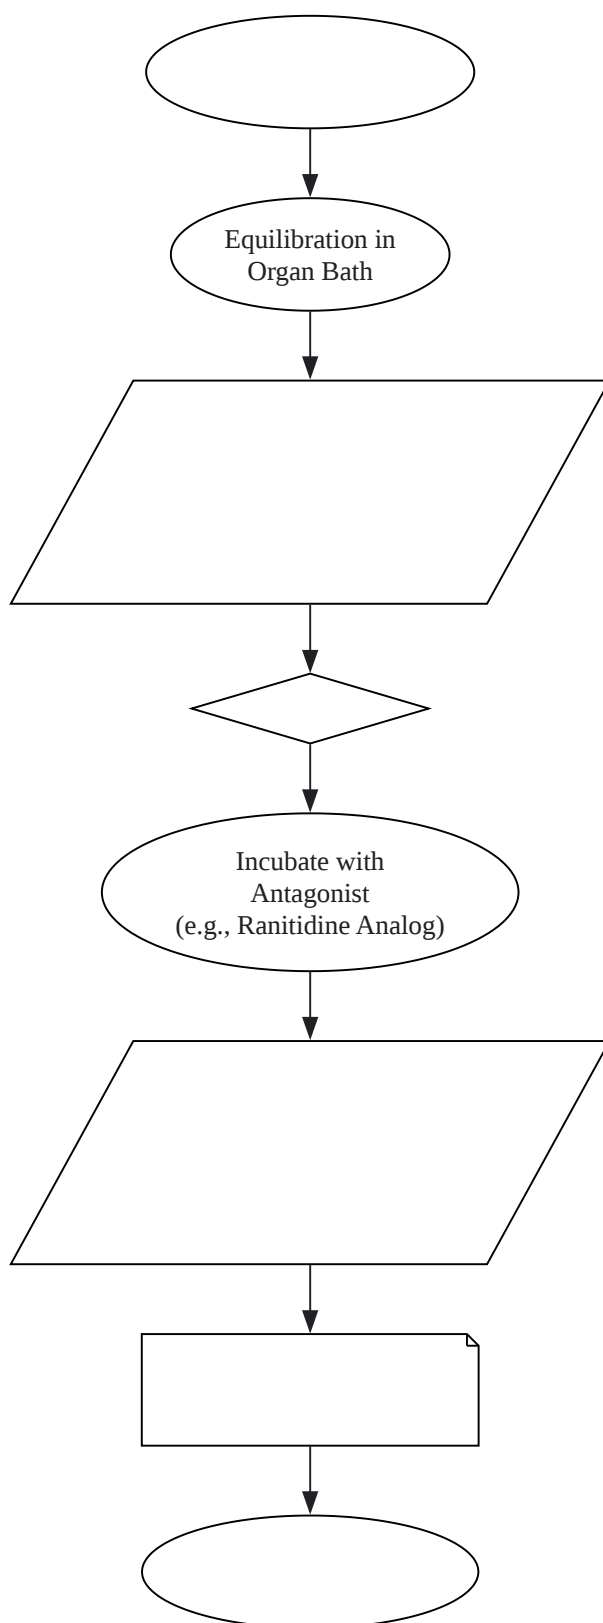 Equilibration in
Organ Bath
Incubate with
Antagonist
(e.g., Ranitidine Analog)